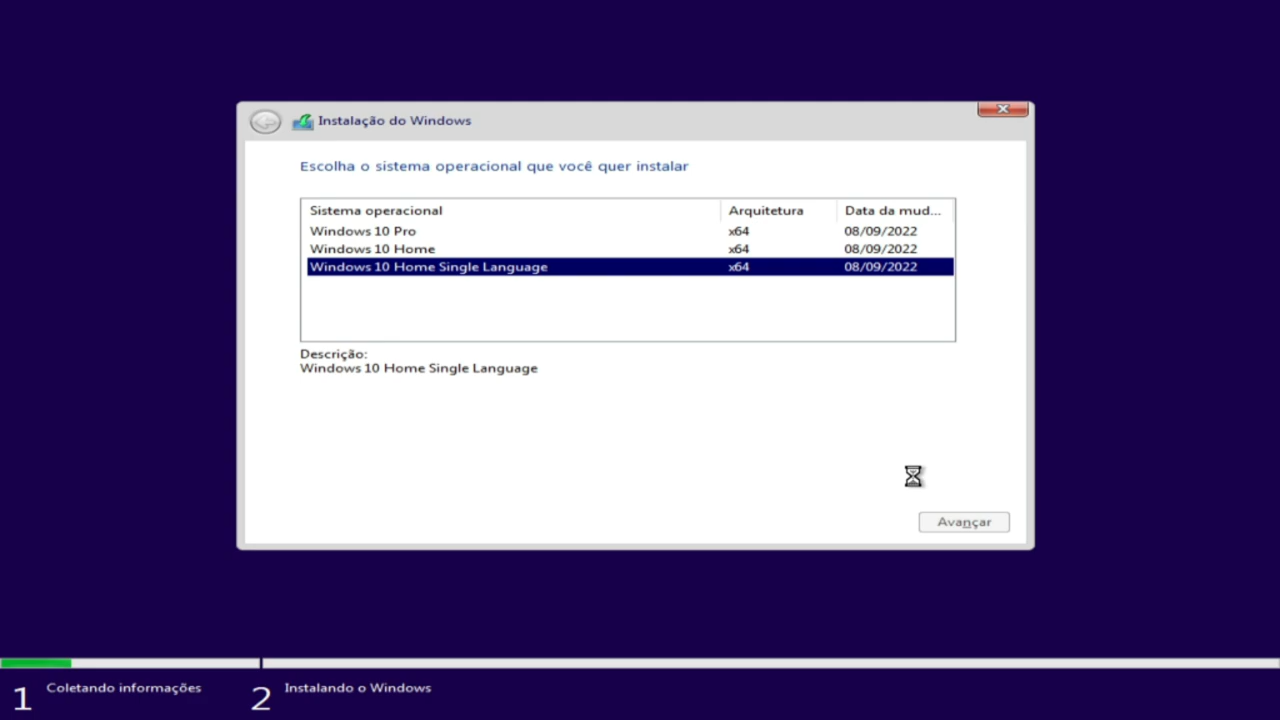 Instalação do Windows
Escolha o sistema operacional que você quer instalar
Sistema operacional Arquitetura Data da mud...
Windows 10 Pro x64 08/09/2022
Windows 10 Home x64 08/09/2022
Windows 10 Home Single Language x64 08/09/2022
Descrição:
Windows 10 Home Single Language
Avançar
1 Coletando informações 2 Instalando o Windows